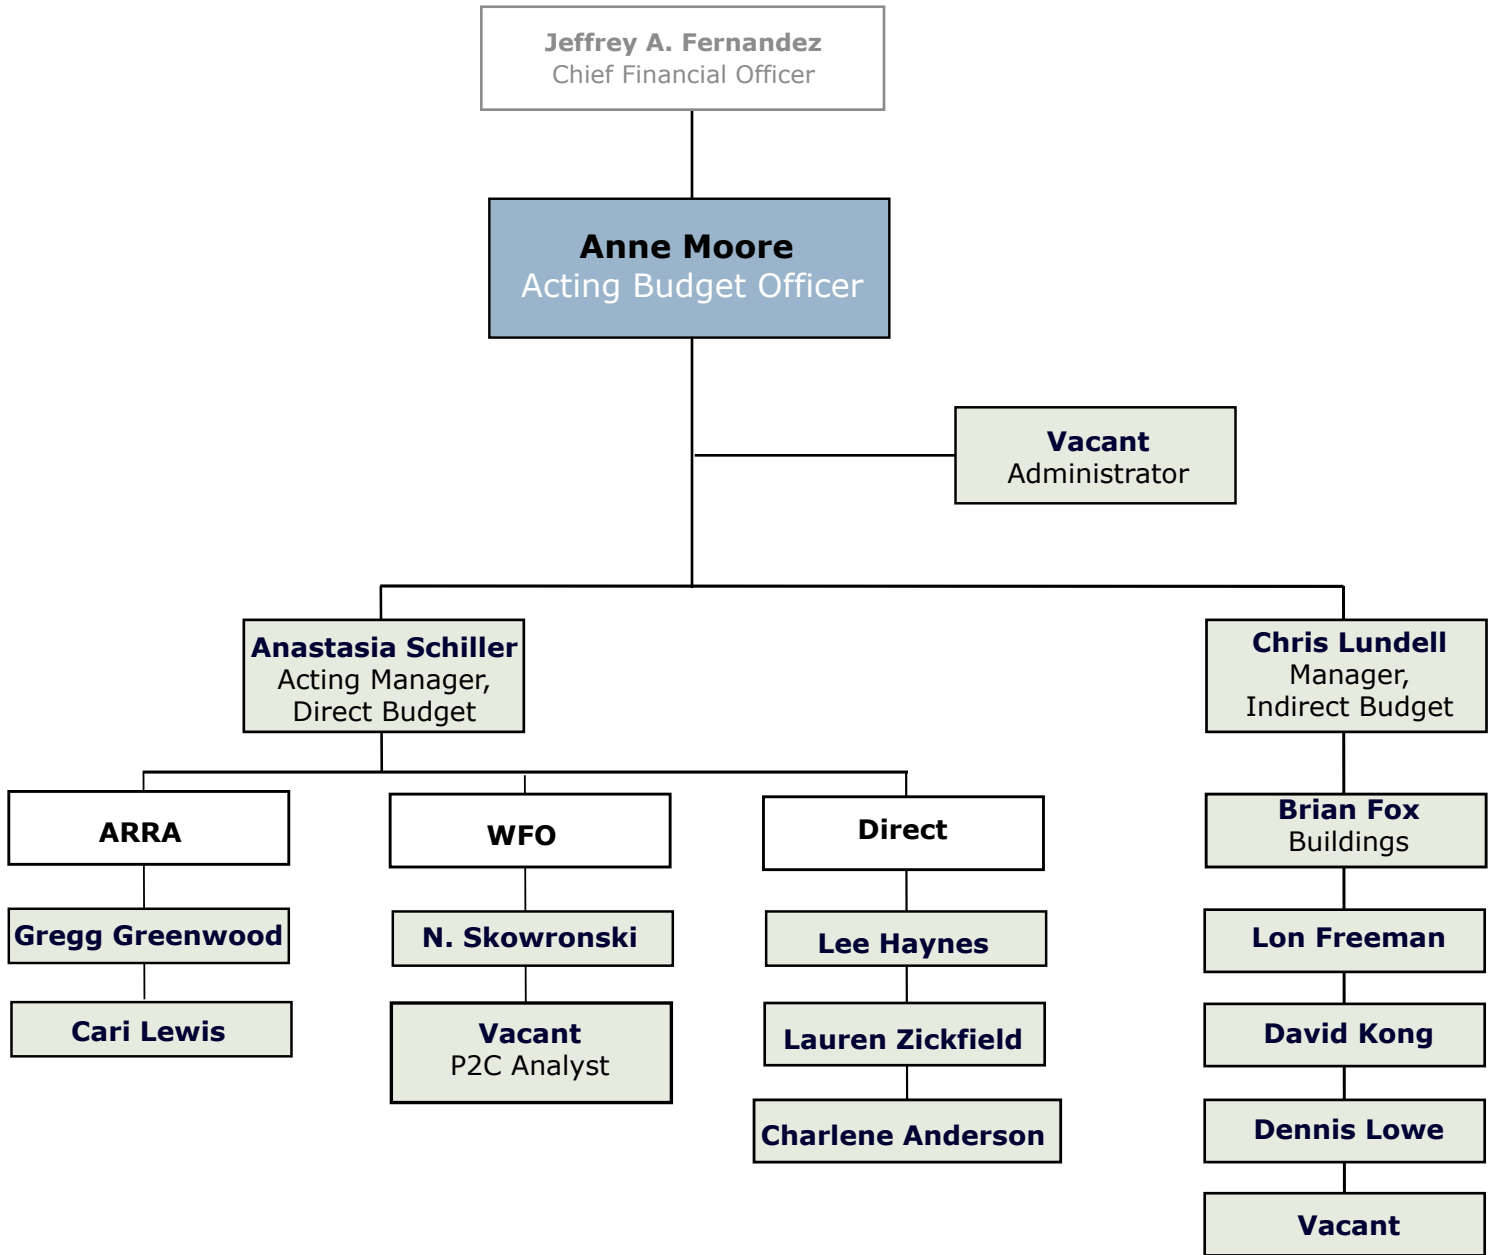 Jeffrey A. Fernandez
Chief Financial Officer
Anne Moore
Acting Budget Officer
Vacant
Administrator
Anastasia Schiller
Acting Manager,
Direct Budget
Chris Lundell
Manager,
Indirect Budget
ARRA
WFO
Direct
Brian Fox
Buildings
Gregg Greenwood
N. Skowronski
Lee Haynes
Lon Freeman
Cari Lewis
Vacant
P2C Analyst
Lauren Zickfield
David Kong
Charlene Anderson
Dennis Lowe
Vacant